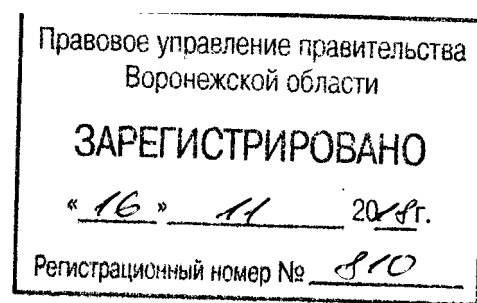 Правовое управление правительства
Воронежской области
ЗАРЕГИСТРИРОВАНО
« 16 » 11 2018г.
Регистрационный номер № 810